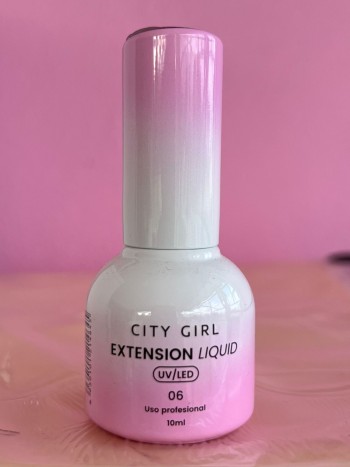 CITY GIRL
EXTENSION LIQUID
UV/LED
06
Uso profesional
10ml